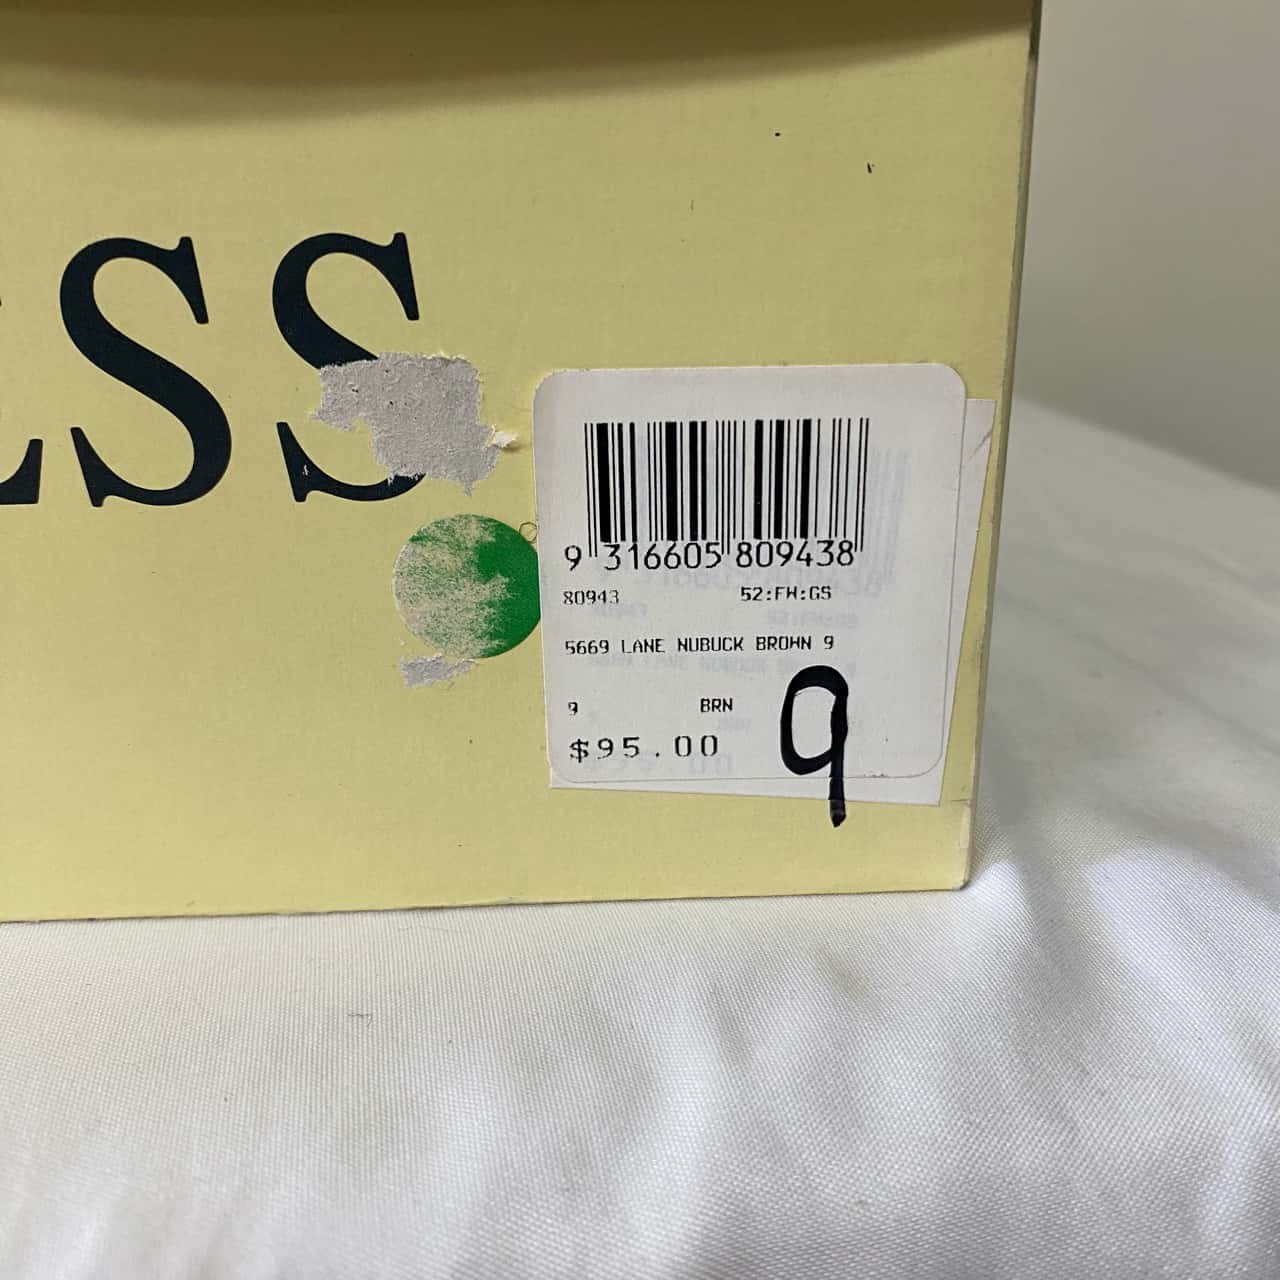 ESS
9 316605 809438
80943 52:FW:GS
5669 LANE NUBUCK BROWN 9
9 BRN
$95.00
9